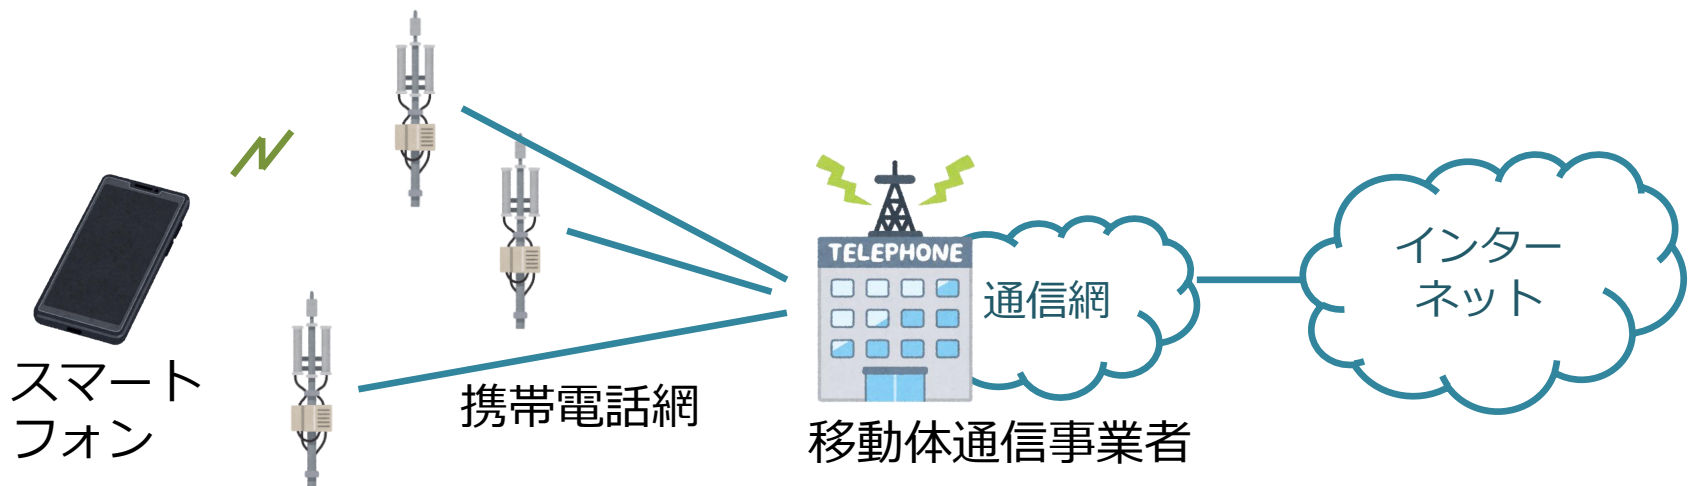 スマート
フォン
携帯電話網
TELEPHONE
移動体通信事業者
通信網
インター
ネット